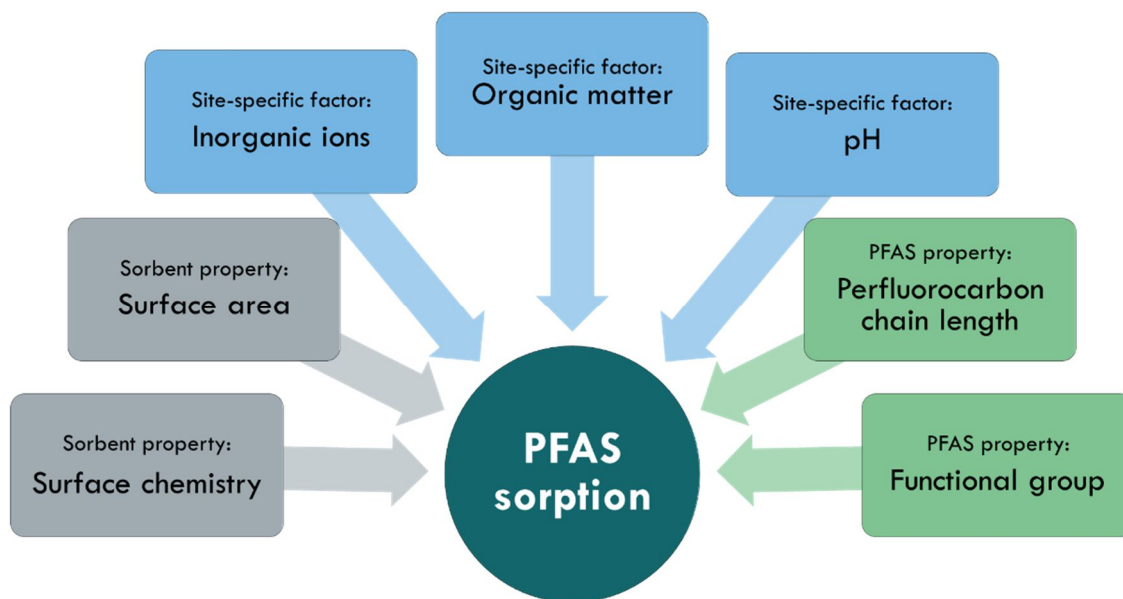 Site-specific factor:
Organic matter
Site-specific factor:
Inorganic ions
Site-specific factor:
pH
Sorbent property:
Surface area
PFAS property:
Perfluorocarbon
chain length
Sorbent property:
Surface chemistry
PFAS
sorption
PFAS property:
Functional group